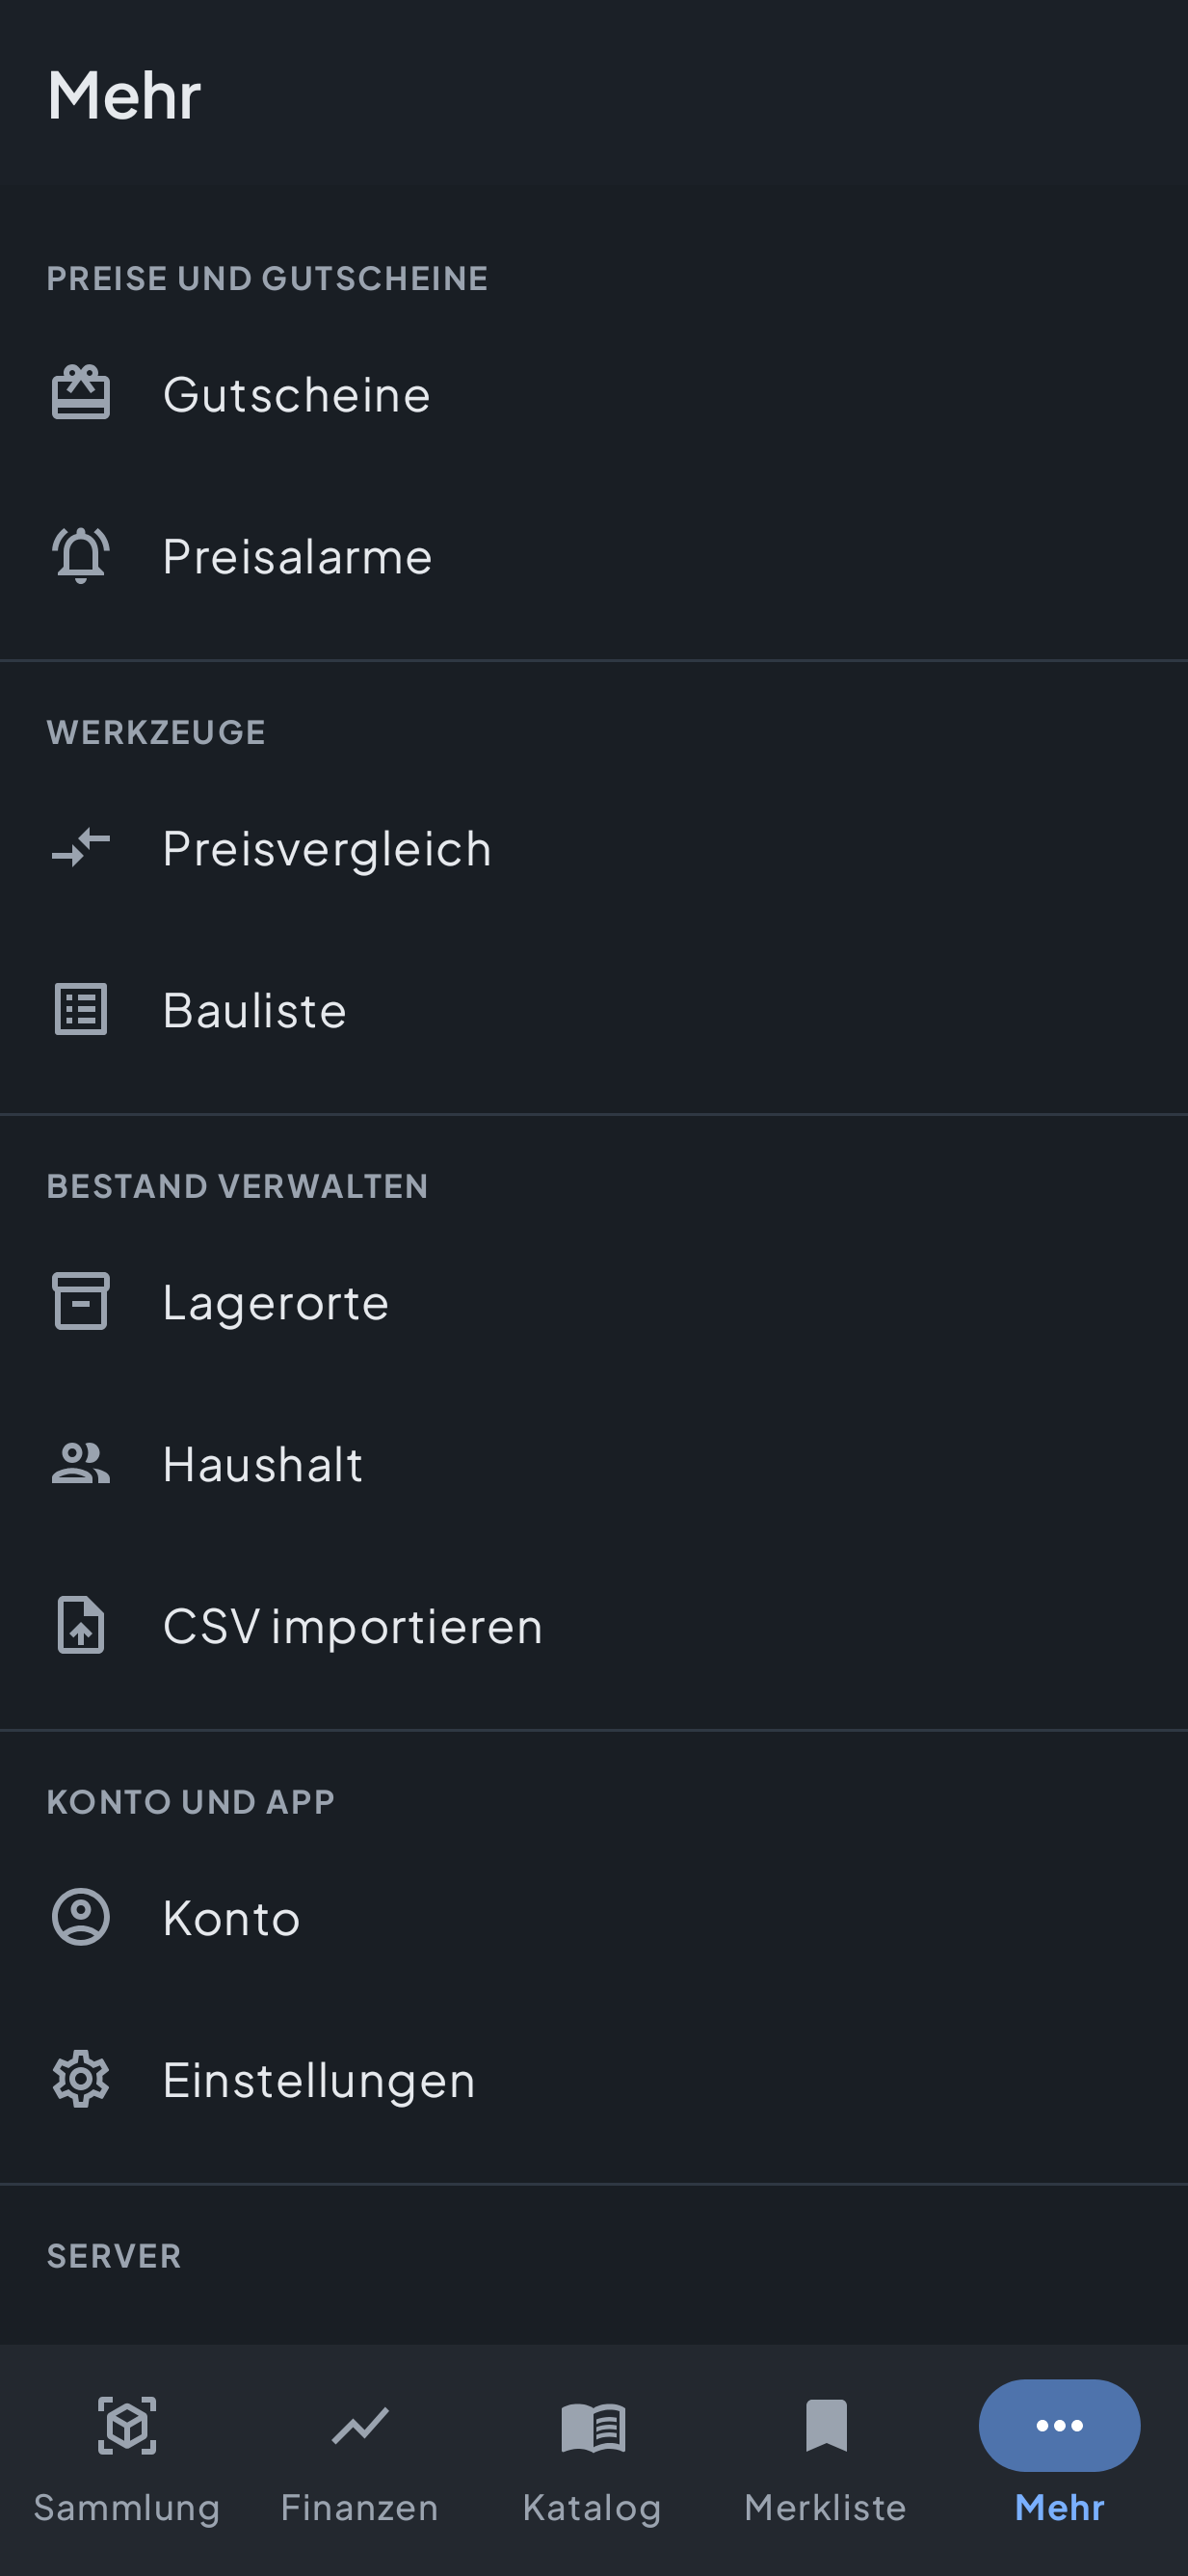 Mehr
PREISE UND GUTSCHEINE
Gutscheine
Preisalarme
WERKZEUGE
Preisvergleich
Bauliste
BESTAND VERWALTEN
Lagerorte
Haushalt
CSV importieren
KONTO UND APP
Konto
Einstellungen
SERVER
Sammlung Finanzen Katalog Merkliste Mehr